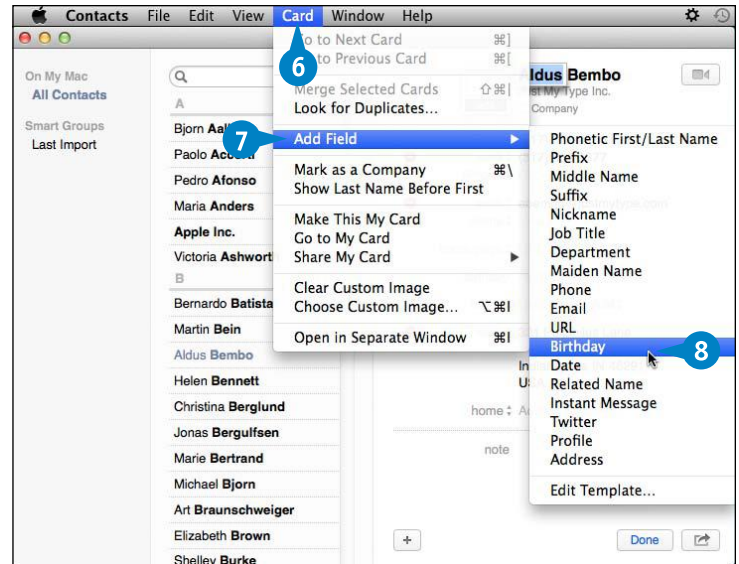 Contacts File Edit View Card Window Help
On My Mac
All Contacts
Smart Groups
Last Import
A
Bjorn
Paolo
Pedro Afonso
Maria Anders
Apple Inc.
Victoria Ashwort
B
Bernardo Batista
Martin Bein
Aldus Bembo
Helen Bennett
Christina Berglund
Jonas Bergulfsen
Marie Bertrand
Michael Bjorn
Art Braunschweiger
Elizabeth Brown
Shelley Burke
6
to Next Card ⌘]
to Previous Card ⌘[
Merge Selected Cards ⇧⌘|
Look for Duplicates...
7
Add Field
Mark as a Company ⌘\
Show Last Name Before First
Make This My Card
Go to My Card
Share My Card
Clear Custom Image
Choose Custom Image... ⌥⌘I
Open in Separate Window ⌘I
ldus Bembo
st My Type Inc.
Company
Phonetic First/Last Name
Prefix
Middle Name
Suffix
Nickname
Job Title
Department
Maiden Name
Phone
Email
URL
Birthday
8
Date
Related Name
Instant Message
Twitter
Profile
Address
Edit Template...
home
note
+
Done